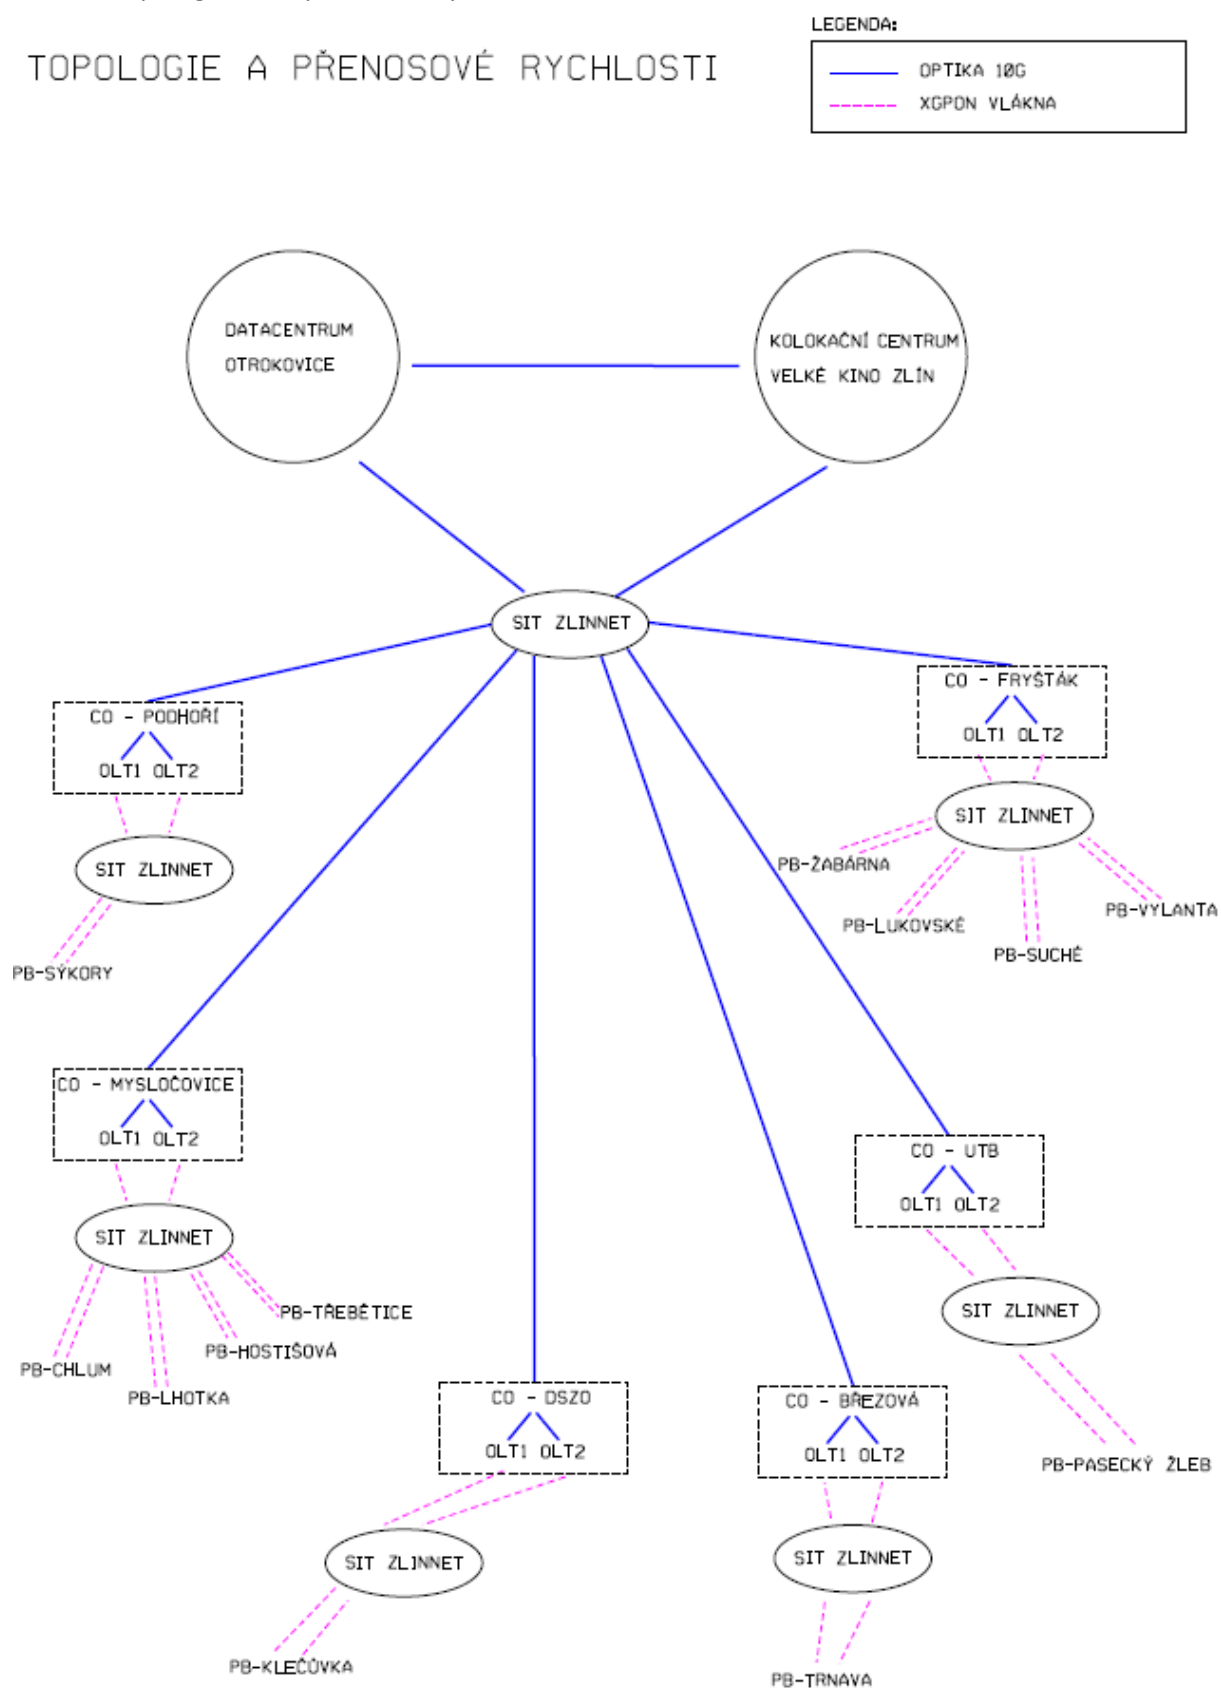 LEGENDA:
TOPOLOGIE A PŘENOSOVÉ RYCHLOSTI
OPTIKA 10G
XGPON VLÁKNA
DATACENTRUM
OTROKOVICE
KOLOKAČNÍ CENTRUM
VELKÉ KINO ZLÍN
SIT ZLINNET
CO - FRYŠTÁK
OLT1 OLT2
SIT ZLINNET
PB-ŽABÁRNA
PB-LUKOVSKÉ
PB-SUCHÉ
PB-VYLANTA
CO - PODHOŘÍ
OLT1 OLT2
SIT ZLINNET
PB-SÝKORY
CO - MYSLOČOVICE
OLT1 OLT2
SIT ZLINNET
PB-TŘEBĚTICE
PB-HOSTIŠOVÁ
PB-CHLUM
PB-LHOTKA
CO - UTB
OLT1 OLT2
SIT ZLINNET
PB-PASECKÝ ŽLEB
CO - DSZO
OLT1 OLT2
SIT ZLINNET
PB-KLEČŮVKA
CO - BŘEZOVÁ
OLT1 OLT2
SIT ZLINNET
PB-TRNAVA